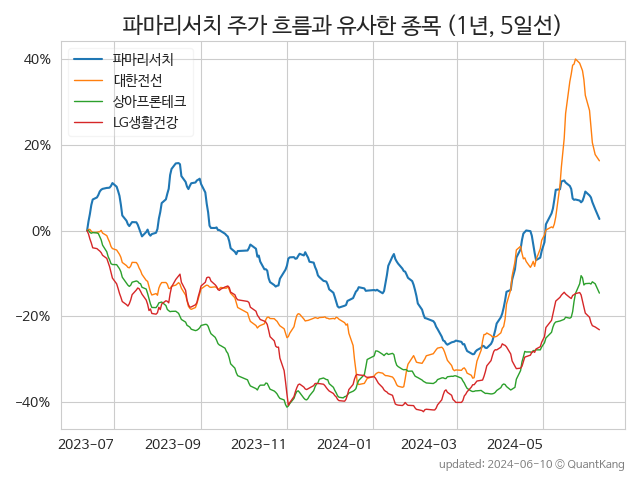 파마리서치 주가 흐름과 유사한 종목 (1년, 5일선)
파마리서치
대한전선
상아프론테크
LG생활건강
40%
20%
0%
−20%
−40%
2023-07 2023-09 2023-11 2024-01 2024-03 2024-05
updated: 2024-06-10 © QuantKang